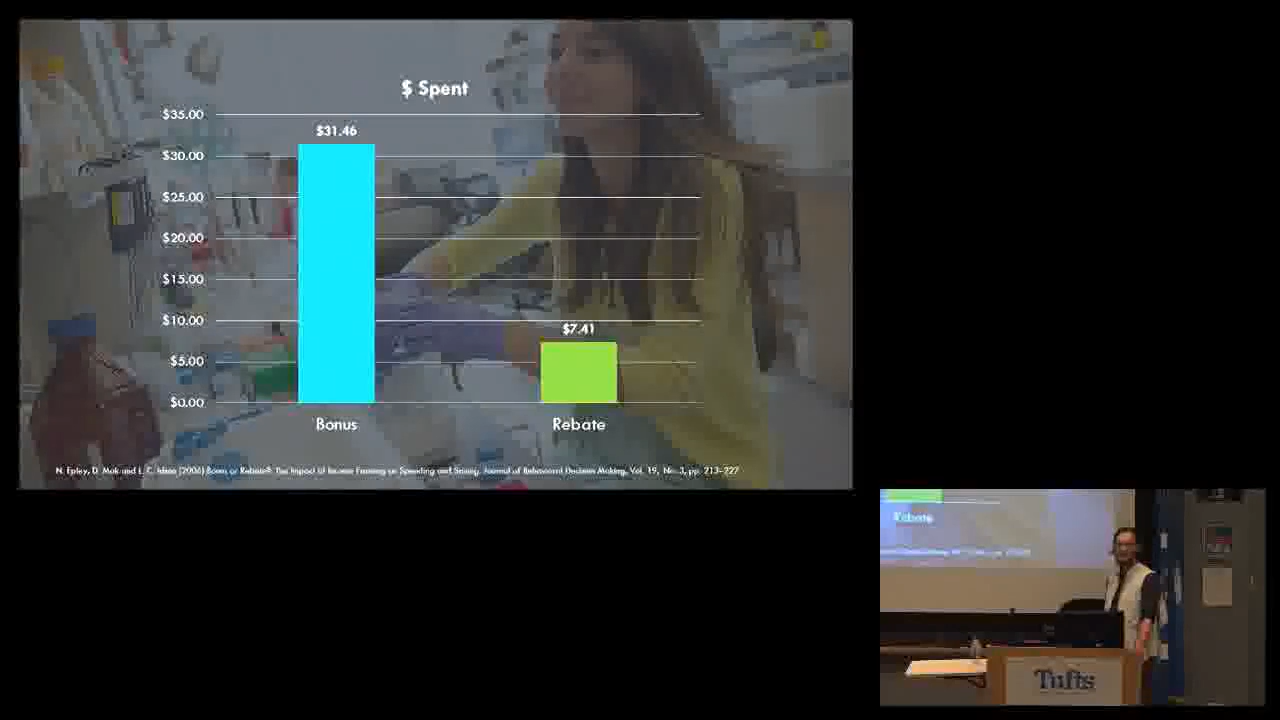 $ Spent
$35.00
$31.46
$30.00
$25.00
$20.00
$15.00
$10.00
$7.41
$5.00
$0.00
Bonus
Rebate
N. Epley, D. Mak and L. C. Idson (2006) Bonus or Rebate?: The Impact of Income Framing on Spending and Saving. Journal of Behavioral Decision Making, Vol. 19, No. 3, pp. 213-227
Rebate
Tufts